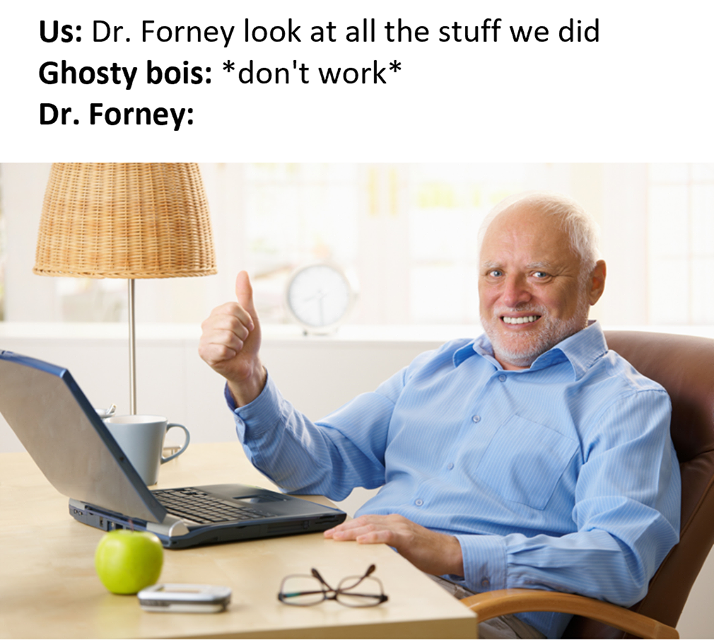 Us: Dr. Forney look at all the stuff we did
Ghosty bois: *don't work*
Dr. Forney: